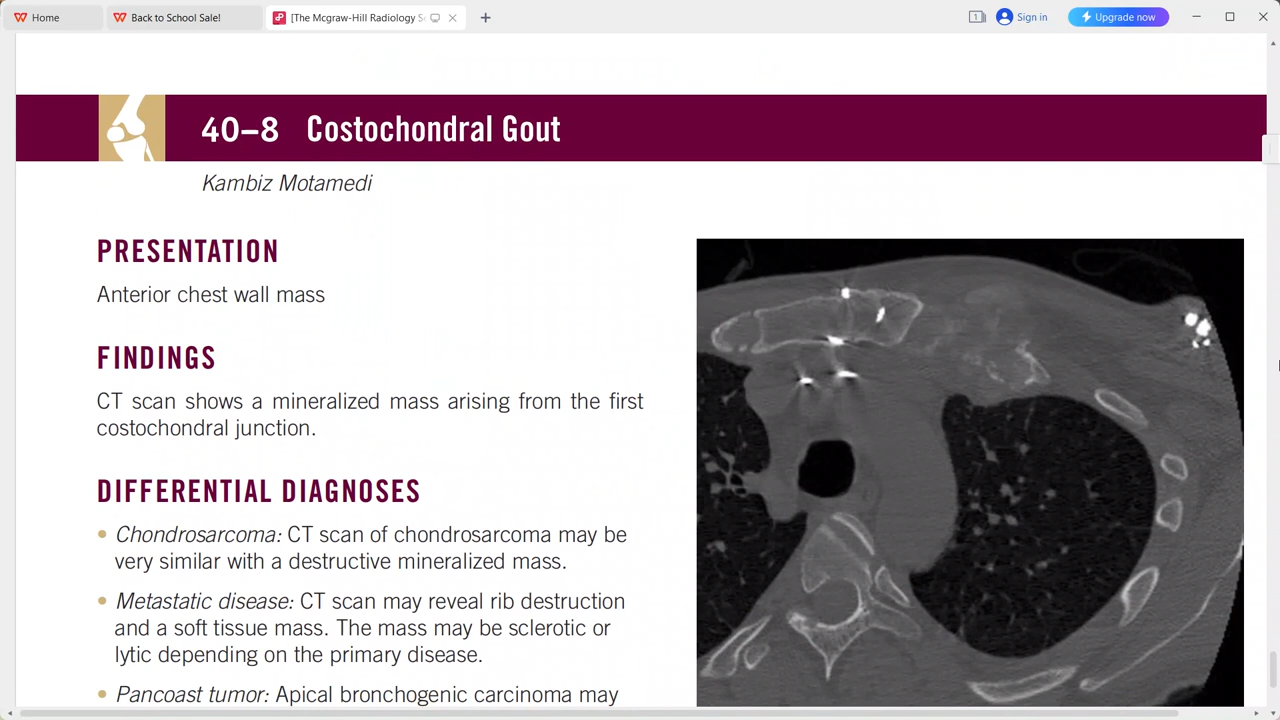 Home
Back to School Sale!
[The Mcgraw-Hill Radiology S
Sign in
Upgrade now
40–8 Costochondral Gout
Kambiz Motamedi
PRESENTATION
Anterior chest wall mass
FINDINGS
CT scan shows a mineralized mass arising from the first
costochondral junction.
DIFFERENTIAL DIAGNOSES
• Chondrosarcoma: CT scan of chondrosarcoma may be
very similar with a destructive mineralized mass.
• Metastatic disease: CT scan may reveal rib destruction
and a soft tissue mass. The mass may be sclerotic or
lytic depending on the primary disease.
• Pancoast tumor: Apical bronchogenic carcinoma may